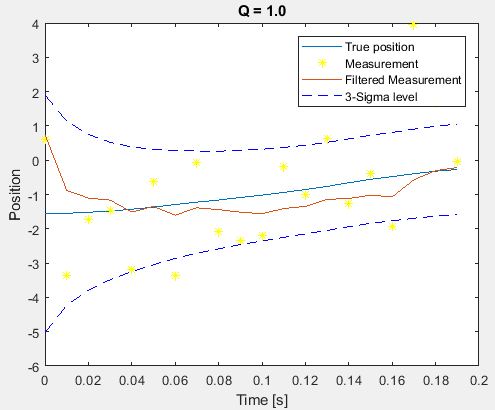 Q = 1.0
4
3
2
1
0
-1
-2
-3
-4
-5
-6
Position
True position
Measurement
Filtered Measurement
3-Sigma level
0 0.02 0.04 0.06 0.08 0.1 0.12 0.14 0.16 0.18 0.2
Time [s]